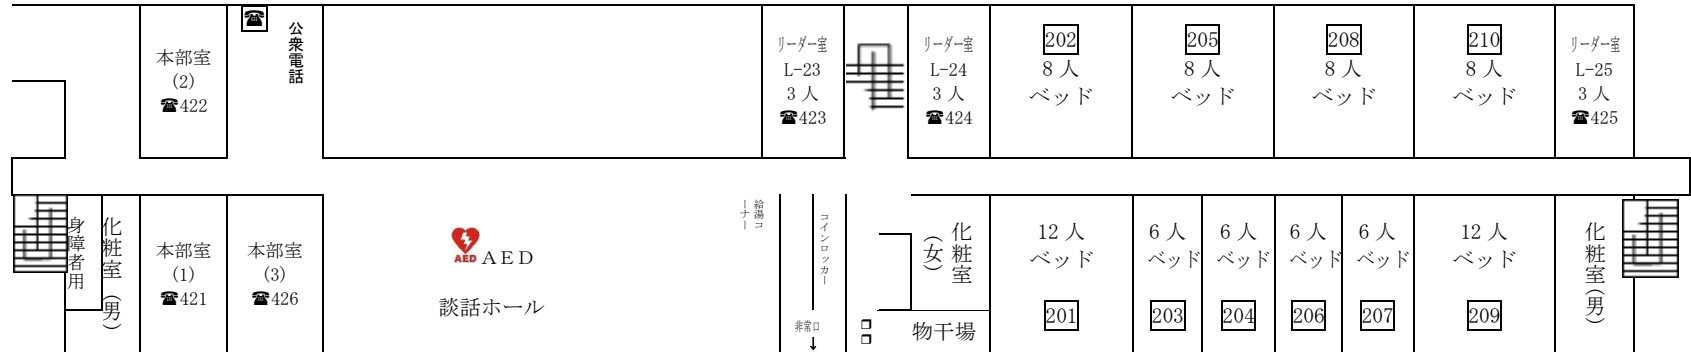 本部室
(2)
☎422
公衆電話
リーダー室
L-23
3 人
☎423
リーダー室
L-24
3 人
☎424
202
8 人
ベッド
205
8 人
ベッド
208
8 人
ベッド
210
8 人
ベッド
リーダー室
L-25
3 人
☎425
身障者用
化粧室(男)
本部室
(1)
☎421
本部室
(3)
☎426
AED
AED
談話ホール
給湯コ
ーナー
コインロッカー
非常口
化粧室
(女)
物干場
12 人
ベッド
201
6 人
ベッド
203
6 人
ベッド
204
6 人
ベッド
206
6 人
ベッド
207
12 人
ベッド
209
化粧室(男)